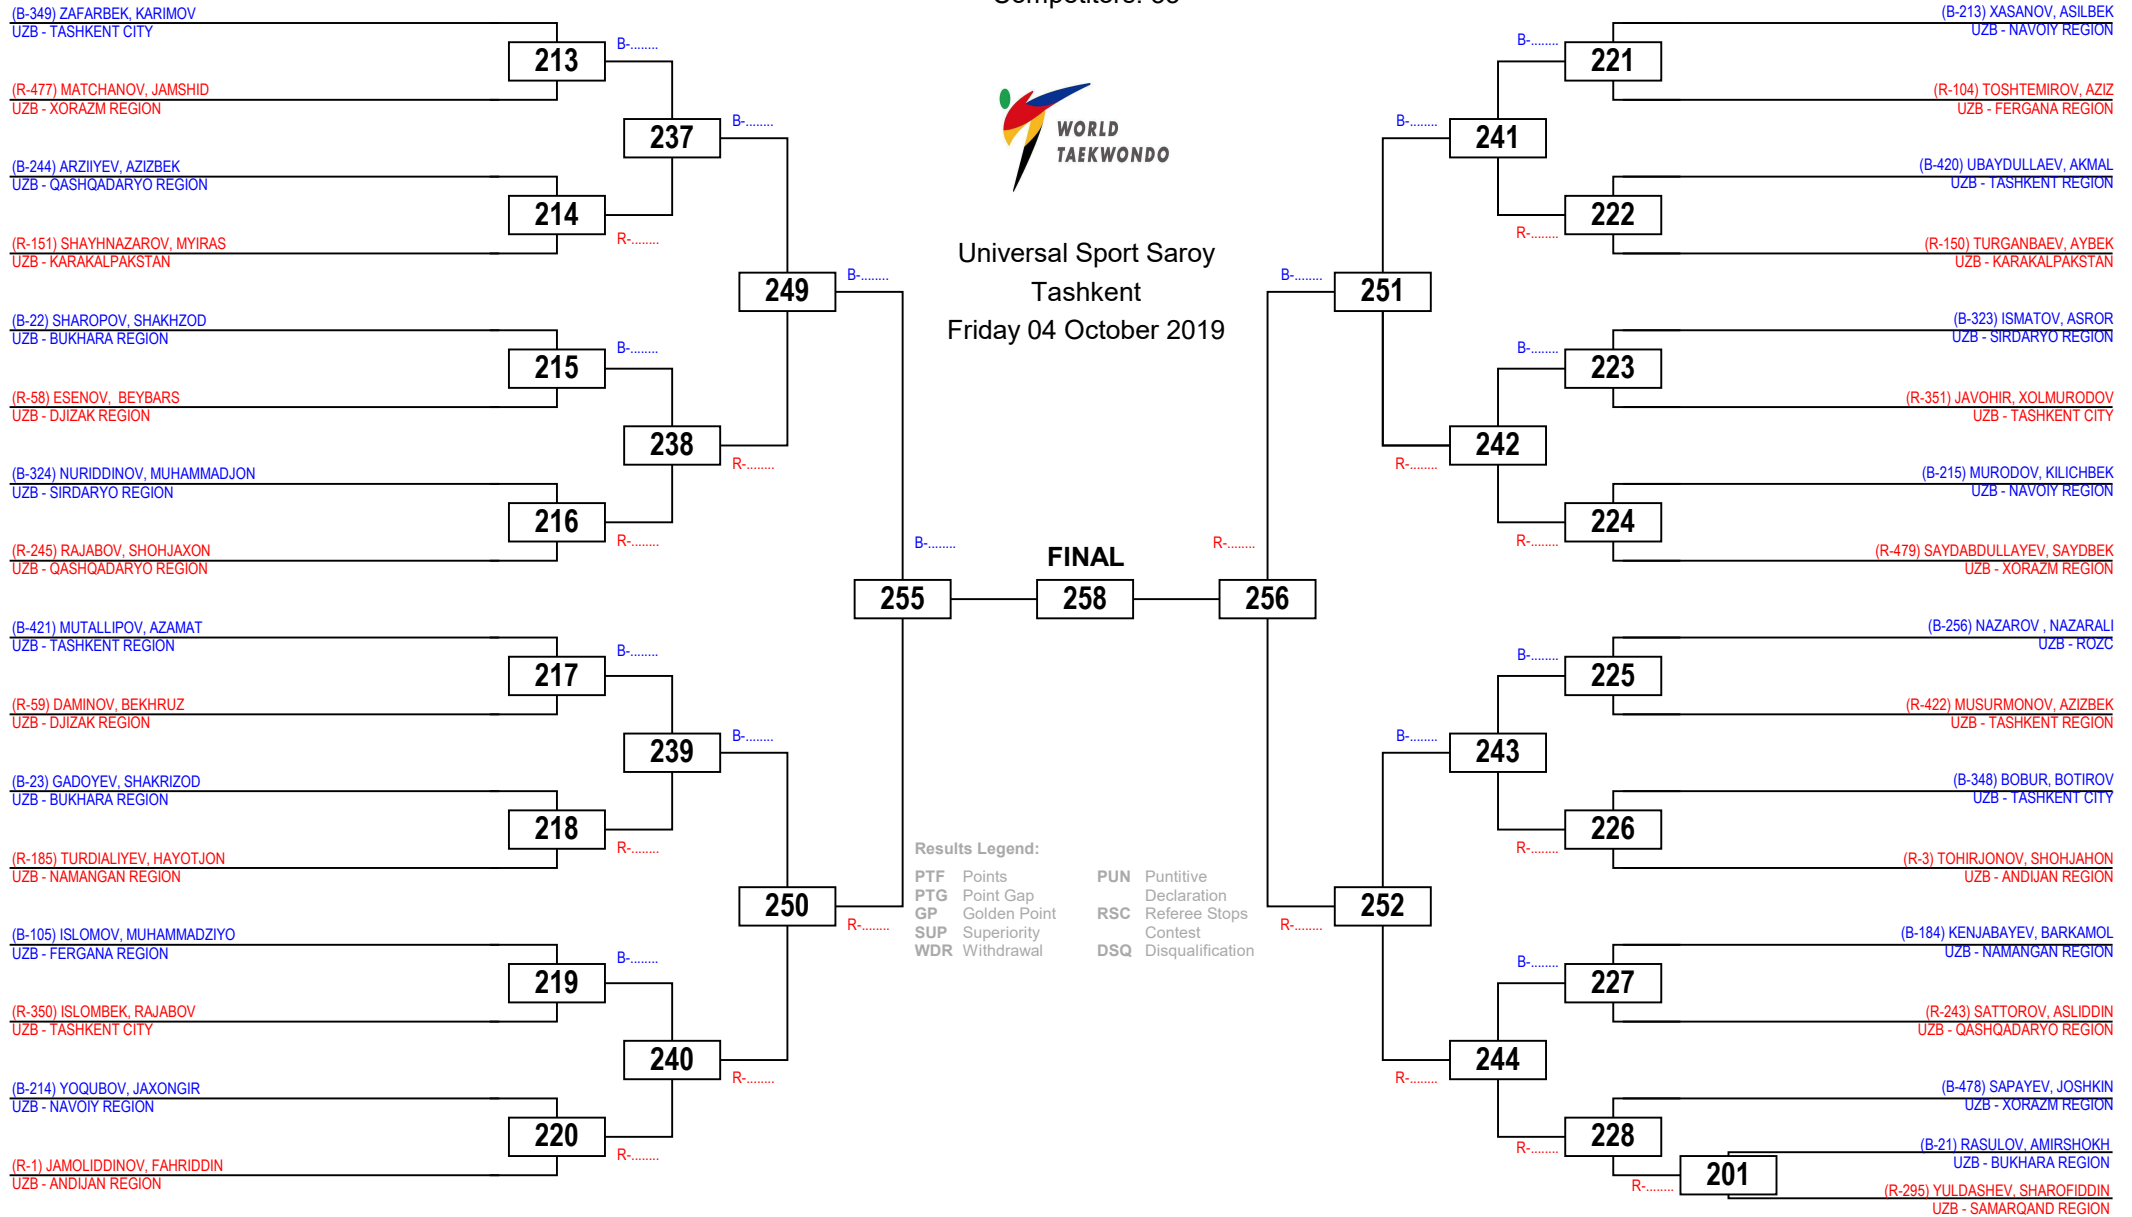 (B-349) ZAFARBEK, KARIMOV
UZB - TASHKENT CITY
213
B-........
(R-477) MATCHANOV, JAMSHID
UZB - XORAZM REGION
237
B-........
(B-244) ARZIIYEV, AZIZBEK
UZB - QASHQADARYO REGION
214
R-........
(R-151) SHAYHNAZAROV, MYIRAS
UZB - KARAKALPAKSTAN
249
B-........
(B-22) SHAROPOV, SHAKHZOD
UZB - BUKHARA REGION
215
B-........
(R-58) ESENOV, BEYBARS
UZB - DJIZAK REGION
238
R-........
(B-324) NURIDDINOV, MUHAMMADJON
UZB - SIRDARYO REGION
216
R-........
(R-245) RAJABOV, SHOHJAXON
UZB - QASHQADARYO REGION
B-........
255
(B-421) MUTALLIPOV, AZAMAT
UZB - TASHKENT REGION
217
B-........
(R-59) DAMINOV, BEKHRUZ
UZB - DJIZAK REGION
239
B-........
(B-23) GADOYEV, SHAKRIZOD
UZB - BUKHARA REGION
218
R-........
(R-185) TURDIALIYEV, HAYOTJON
UZB - NAMANGAN REGION
250
R-........
(B-105) ISLOMOV, MUHAMMADZIYO
UZB - FERGANA REGION
219
B-........
(R-350) ISLOMBEK, RAJABOV
UZB - TASHKENT CITY
240
R-........
(B-214) YOQUBOV, JAXONGIR
UZB - NAVOIY REGION
220
R-........
(R-1) JAMOLIDDINOV, FAHRIDDIN
UZB - ANDIJAN REGION
WORLD
TAEKWONDO
Universal Sport Saroy
Tashkent
Friday 04 October 2019
FINAL
258
Results Legend:
PTF Points
PTG Point Gap
GP Golden Point
SUP Superiority
WDR Withdrawal
PUN Puntitive
Declaration
RSC Referee Stops
Contest
DSQ Disqualification
(B-213) XASANOV, ASILBEK
UZB - NAVOIY REGION
B-........
221
(R-104) TOSHTEMIROV, AZIZ
UZB - FERGANA REGION
B-........
241
(B-420) UBAYDULLAEV, AKMAL
UZB - TASHKENT REGION
222
R-........
(R-150) TURGANBAEV, AYBEK
UZB - KARAKALPAKSTAN
B-........
251
(B-323) ISMATOV, ASROR
UZB - SIRDARYO REGION
B-........
223
(R-351) JAVOHIR, XOLMURODOV
UZB - TASHKENT CITY
242
R-........
(B-215) MURODOV, KILICHBEK
UZB - NAVOIY REGION
224
R-........
(R-479) SAYDABDULLAYEV, SAYDBEK
UZB - XORAZM REGION
R-........
256
(B-256) NAZAROV , NAZARALI
UZB - ROZC
B-........
225
(R-422) MUSURMONOV, AZIZBEK
UZB - TASHKENT REGION
B-........
243
(B-348) BOBUR, BOTIROV
UZB - TASHKENT CITY
226
R-........
(R-3) TOHIRJONOV, SHOHJAHON
UZB - ANDIJAN REGION
252
R-........
(B-184) KENJABAYEV, BARKAMOL
UZB - NAMANGAN REGION
B-........
227
(R-243) SATTOROV, ASLIDDIN
UZB - QASHQADARYO REGION
244
R-........
(B-478) SAPAYEV, JOSHKIN
UZB - XORAZM REGION
228
R-........
(B-21) RASULOV, AMIRSHOKH
UZB - BUKHARA REGION
201
R-........
(R-295) YULDASHEV, SHAROFIDDIN
UZB - SAMARQAND REGION